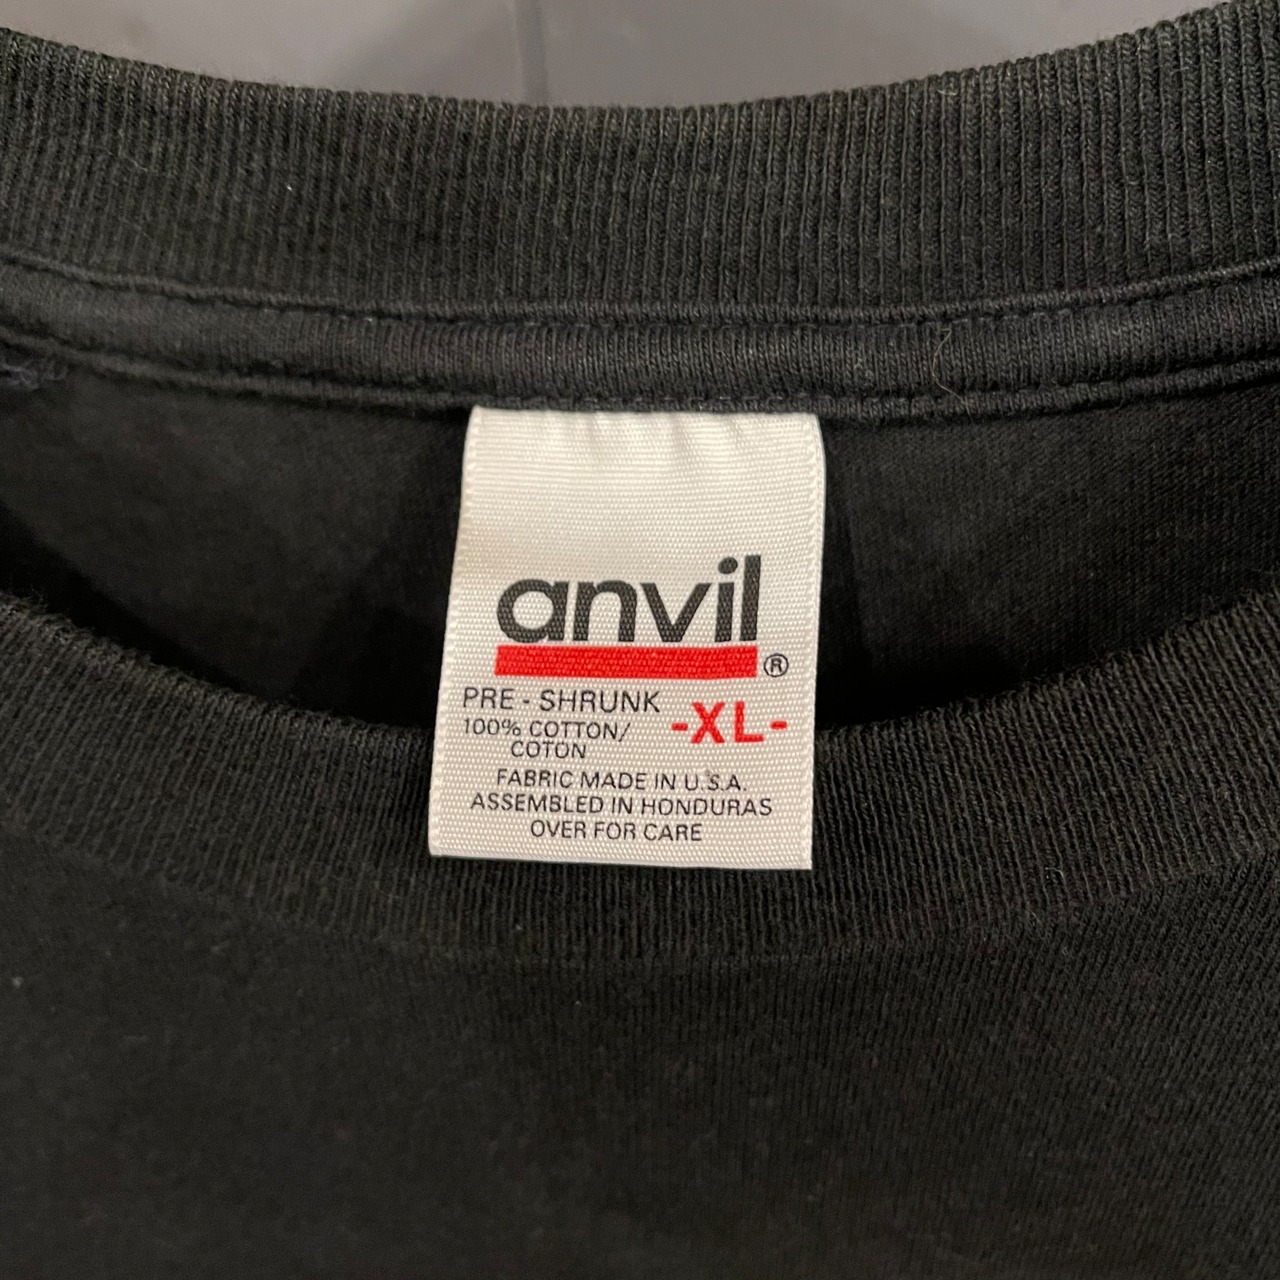 anvil®
PRE - SHRUNK
-XL-
100% COTTON/
COTON
FABRIC MADE IN U.S.A.
ASSEMBLED IN HONDURAS
OVER FOR CARE